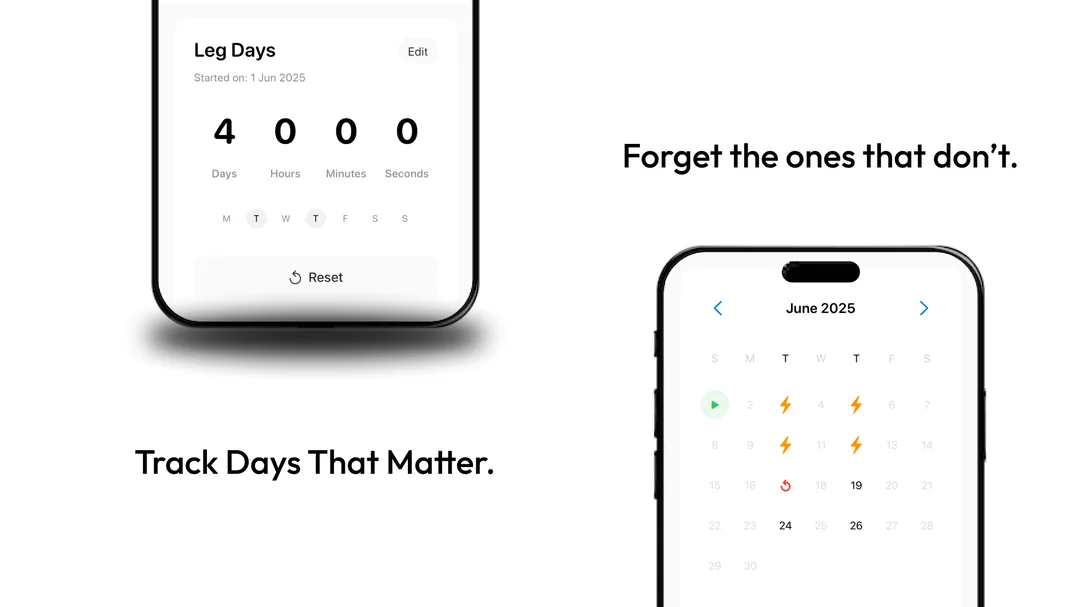 Leg Days
Edit
Started on: 1 Jun 2025
4 0 0 0
Days Hours Minutes Seconds
M T W T F S S
Reset
Track Days That Matter.
Forget the ones that don’t.
June 2025
S M T W T F S
2 4 6 7
8 9 11 13 14
15 16 18 19 20 21
22 23 24 25 26 27 28
29 30